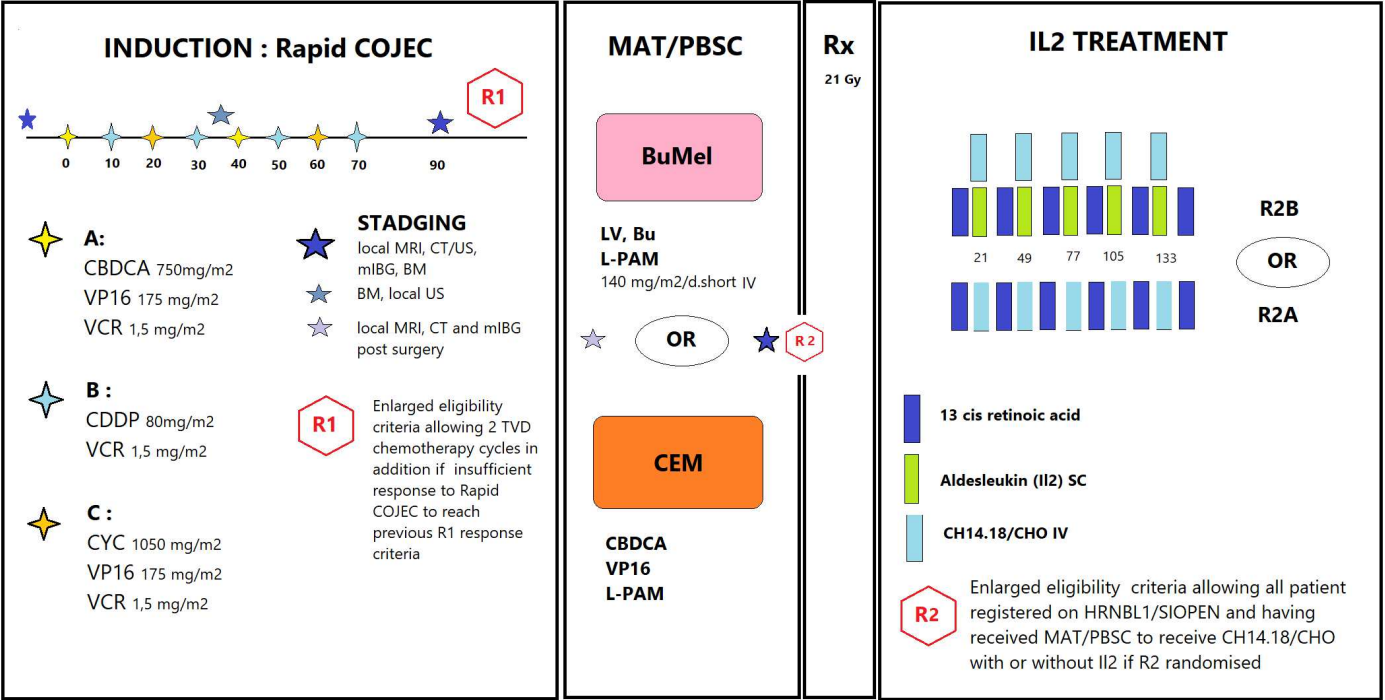 INDUCTION : Rapid COJEC
R1
0 10 20 30 40 50 60 70 90
A:
CBDCA 750mg/m2
VP16 175 mg/m2
VCR 1,5 mg/m2
B :
CDDP 80mg/m2
VCR 1,5 mg/m2
C :
CYC 1050 mg/m2
VP16 175 mg/m2
VCR 1,5 mg/m2
STADGING
local MRI, CT/US,
mIBG, BM
BM, local US
local MRI, CT and mIBG
post surgery
R1
Enlarged eligibility
criteria allowing 2 TVD
chemotherapy cycles in
addition if insufficient
response to Rapid
COJEC to reach
previous R1 response
criteria
MAT/PBSC
BuMel
LV, Bu
L-PAM
140 mg/m2/d.short IV
OR
R 2
CEM
CBDCA
VP16
L-PAM
Rx
21 Gy
IL2 TREATMENT
21 49 77 105 133
R2B
OR
R2A
13 cis retinoic acid
Aldesleukin (Il2) SC
CH14.18/CHO IV
R2
Enlarged eligibility criteria allowing all patient
registered on HRNBL1/SIOPEN and having
received MAT/PBSC to receive CH14.18/CHO
with or without Il2 if R2 randomised